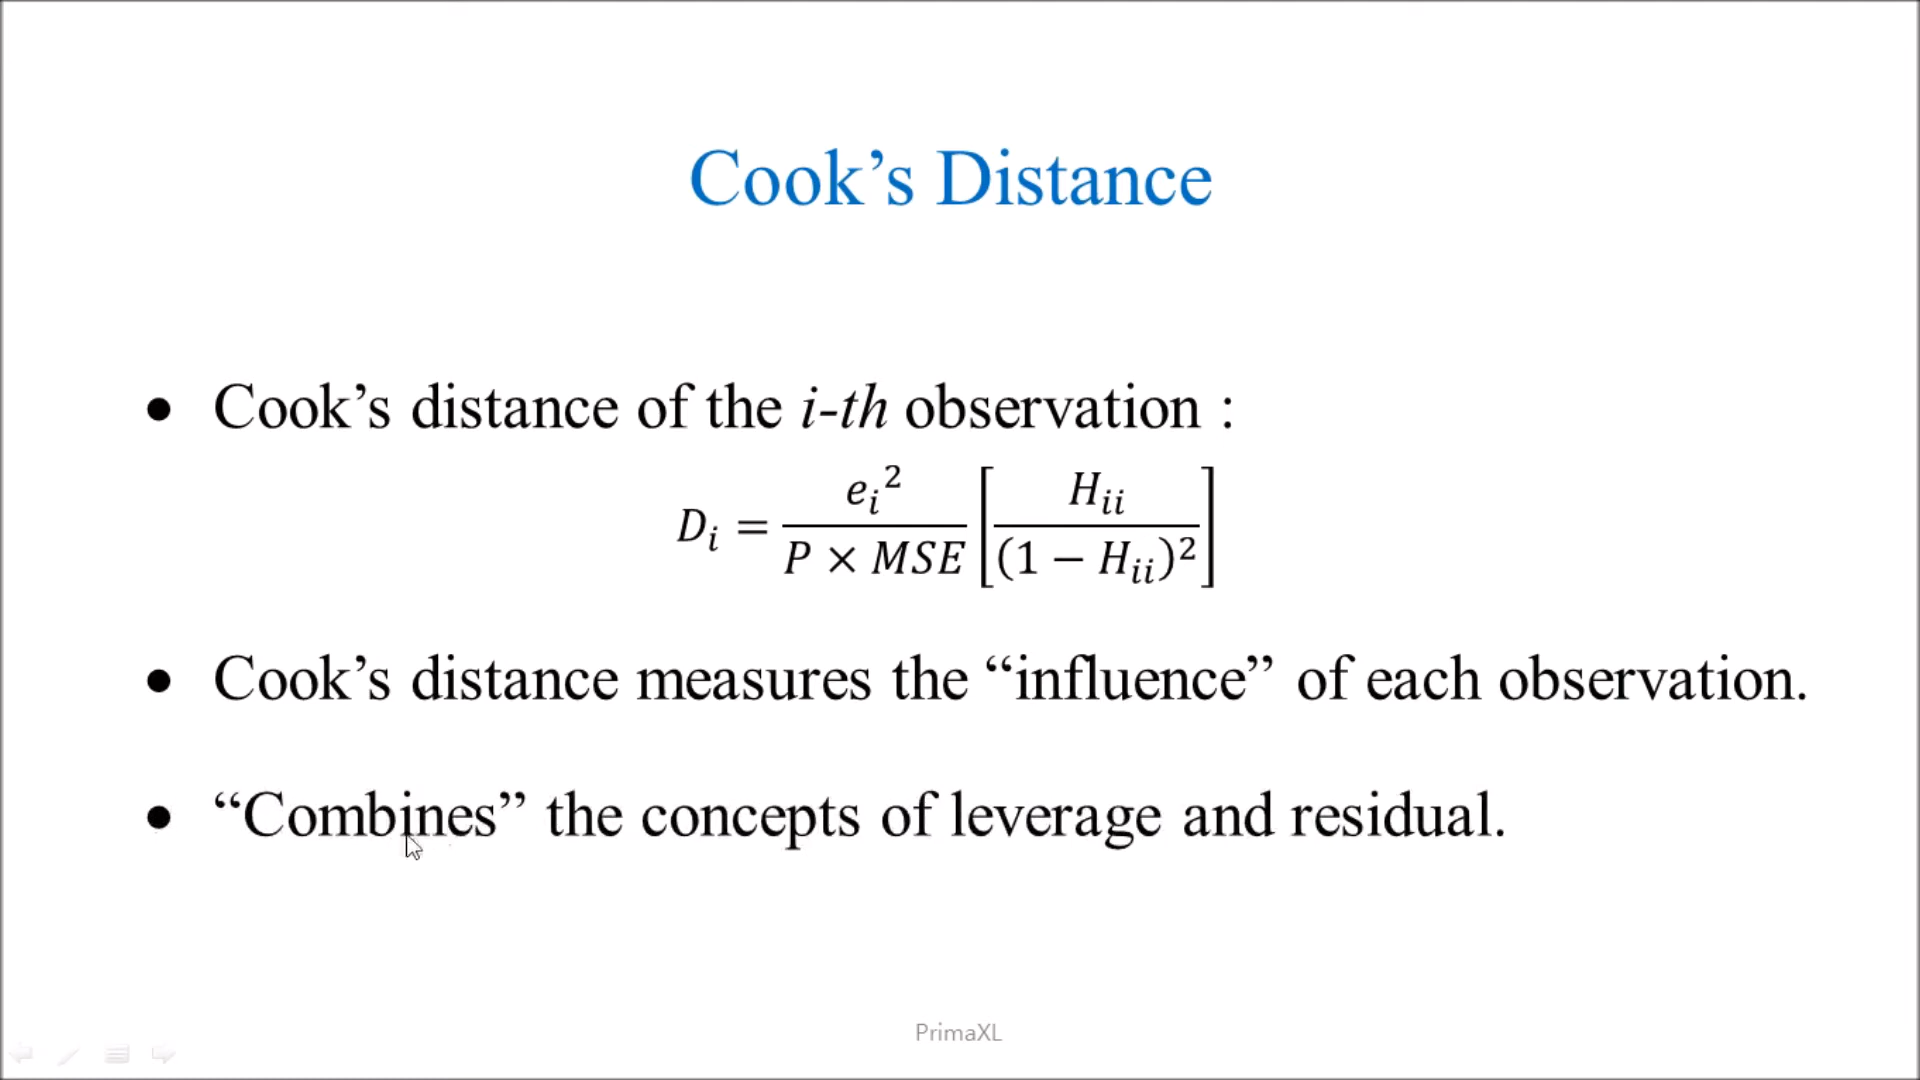 Cook’s Distance
• Cook’s distance of the i-th observation :
D_i = e_i^2 / (P × MSE) [H_ii / (1 − H_ii)^2]
• Cook’s distance measures the “influence” of each observation.
• “Combines” the concepts of leverage and residual.
PrimaXL